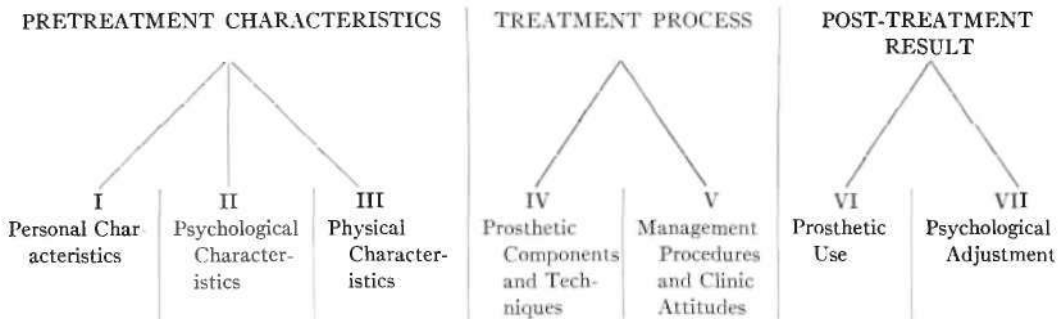 PRETREATMENT CHARACTERISTICS
TREATMENT PROCESS
POST-TREATMENT
RESULT
I
Personal Char-
acteristics
II
Psychological
Character-
istics
III
Physical
Character-
istics
IV
Prosthetic
Components
and Tech-
niques
V
Management
Procedures
and Clinic
Attitudes
VI
Prosthetic
Use
VII
Psychological
Adjustment